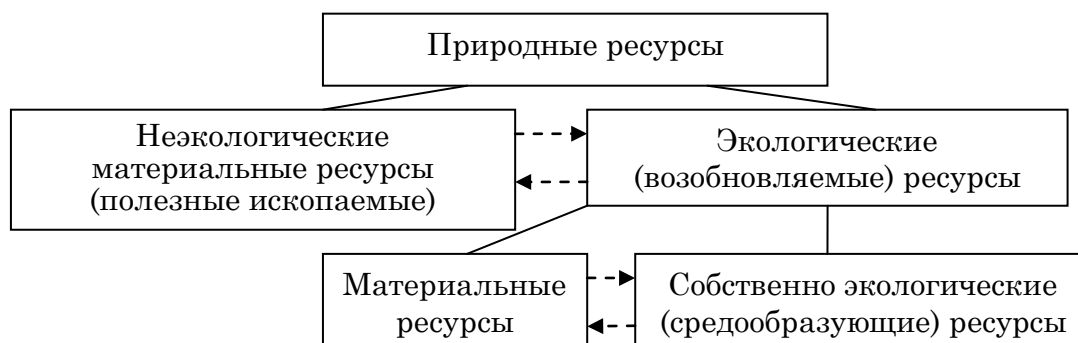 Природные ресурсы
Неэкологические
материальные ресурсы
(полезные ископаемые)
Экологические
(возобновляемые) ресурсы
Материальные
ресурсы
Собственно экологические
(средообразующие) ресурсы